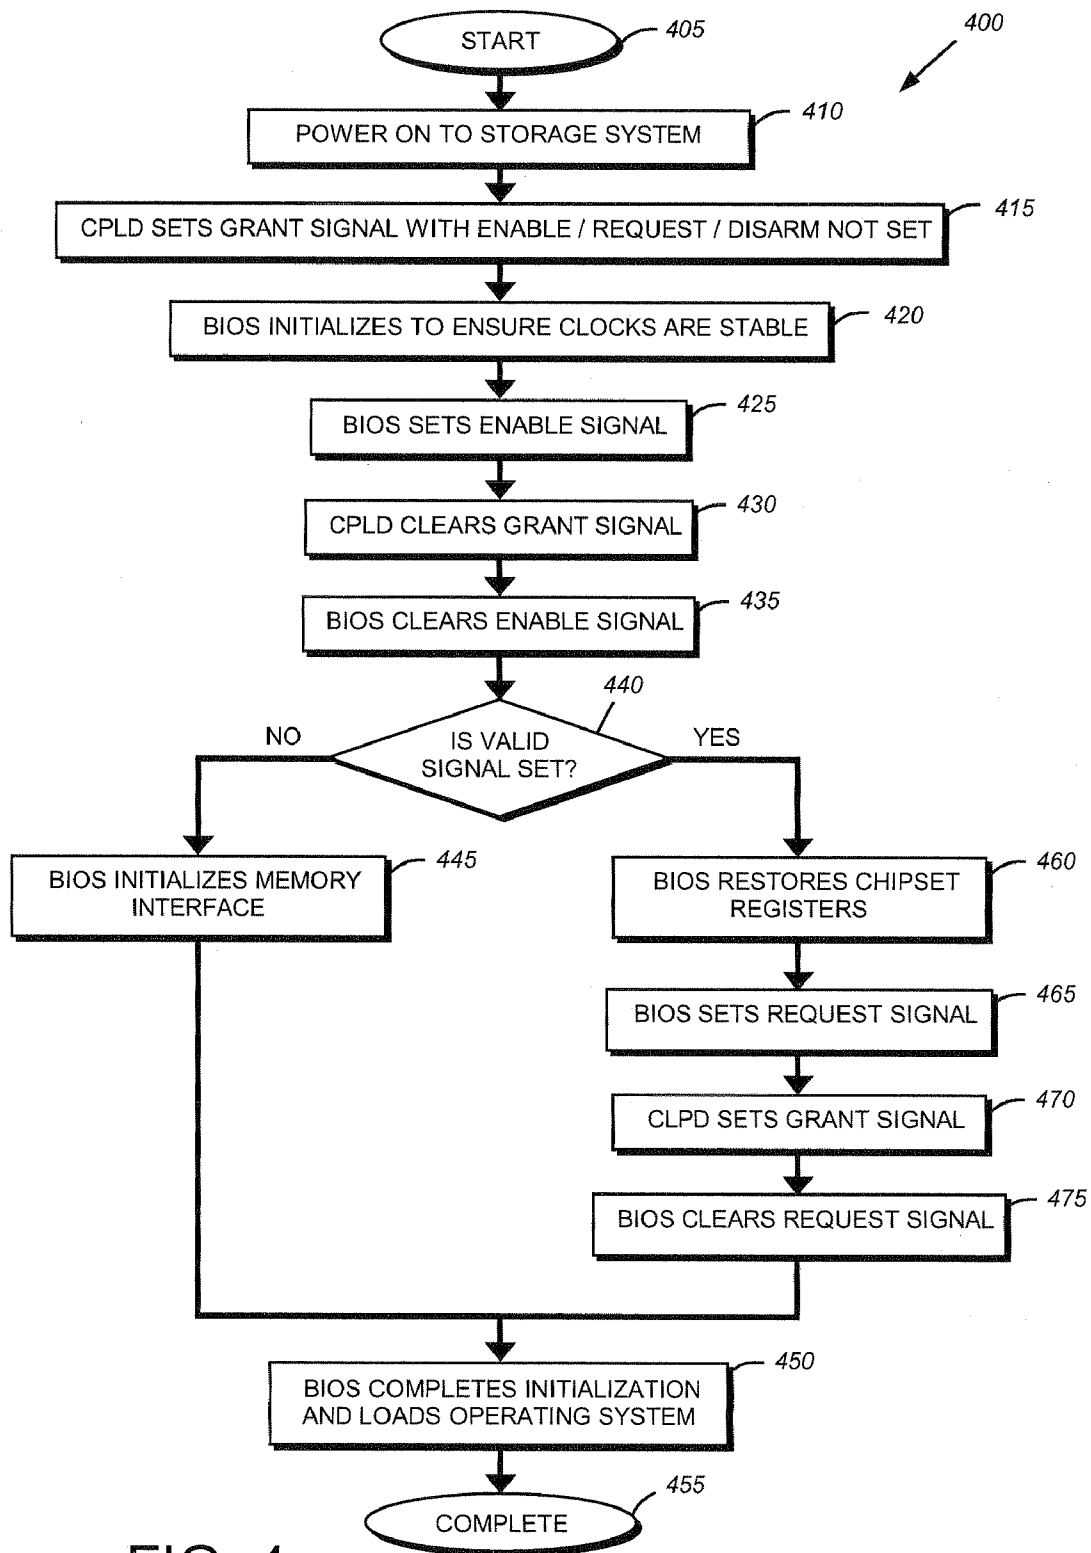 START
405
400
POWER ON TO STORAGE SYSTEM
410
CPLD SETS GRANT SIGNAL WITH ENABLE / REQUEST / DISARM NOT SET
415
BIOS INITIALIZES TO ENSURE CLOCKS ARE STABLE
420
BIOS SETS ENABLE SIGNAL
425
CPLD CLEARS GRANT SIGNAL
430
BIOS CLEARS ENABLE SIGNAL
435
440
NO
IS VALID
SIGNAL SET?
YES
BIOS INITIALIZES MEMORY
INTERFACE
445
BIOS RESTORES CHIPSET
REGISTERS
460
BIOS SETS REQUEST SIGNAL
465
CLPD SETS GRANT SIGNAL
470
BIOS CLEARS REQUEST SIGNAL
475
BIOS COMPLETES INITIALIZATION
AND LOADS OPERATING SYSTEM
450
COMPLETE
455
FIG. 4